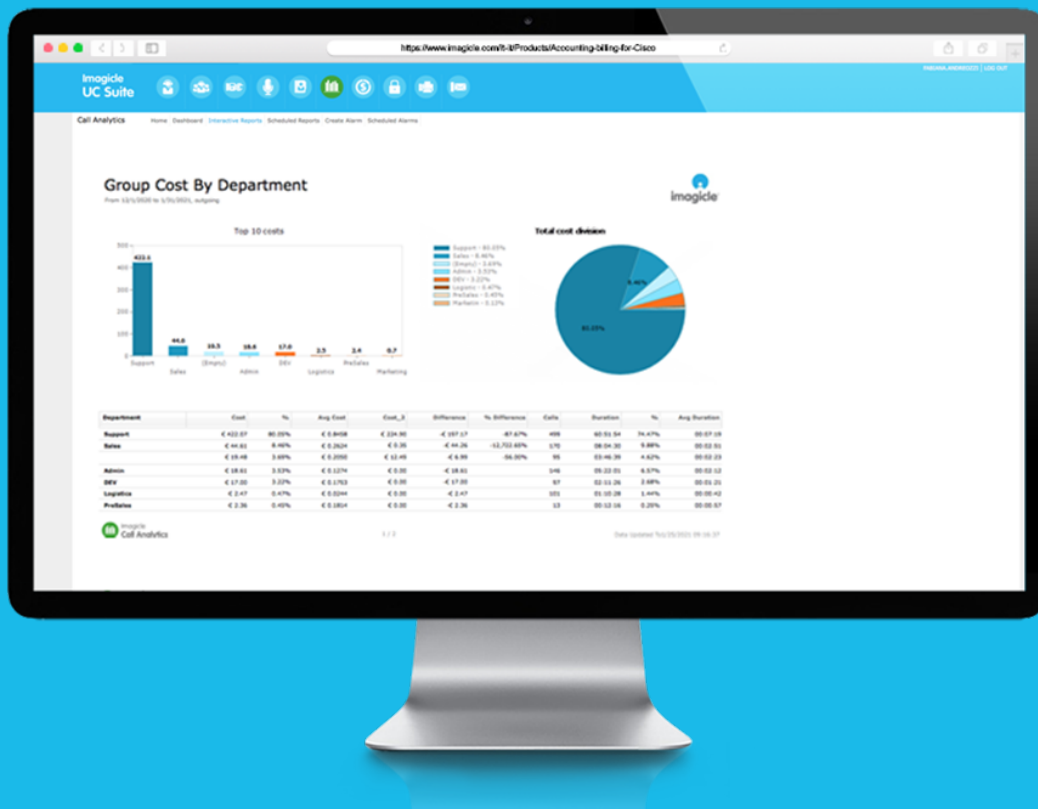 https://www.imagicle.com/it-it/Products/Accounting-billing-for-Cisco
FABIANA ANDREOZZI | LOG OUT
Imagicle
UC Suite
Call Analytics Home Dashboard Interactive Reports Scheduled Reports Create Alarm Scheduled Alarms
Group Cost By Department
From 12/1/2020 to 1/31/2021, outgoing
imagicle
Top 10 costs
500
400
300
200
100
0
422.1
44.6
19.5
18.6
17.0
2.5
2.4
0.7
Support
Sales
(Empty)
Admin
DEV
Logistics
PreSales
Marketing
Total cost division
Support - 80.05%
Sales - 8.46%
(Empty) - 3.69%
Admin - 3.53%
DEV - 3.22%
Logistic - 0.47%
PreSales - 0.45%
Marketin - 0.13%
8.46%
80.05%
Department Cost % Avg Cost Cost_2 Difference % Difference Calls Duration % Avg Duration
Support € 422.07 80.05% € 0.8458 € 224.90 -€ 197.17 -87.67% 499 60:51:54 74.47% 00:07:19
Sales € 44.61 8.46% € 0.2624 € 0.35 -€ 44.26 170 08:04:30 9.88% 00:02:51
€ 19.48 3.69% € 0.2050 € 12.49 -€ 6.99 -56.00% 95 03:46:39 4.62% 00:02:23
Admin € 18.61 3.53% € 0.1274 € 0.00 -€ 18.61 146 05:22:01 6.57% 00:02:12
DEV € 17.00 3.22% € 0.1753 € 0.00 -€ 17.00 97 02:11:26 2.68% 00:01:21
Logistics € 2.47 0.47% € 0.0244 € 0.00 -€ 2.47 101 01:10:28 1.44% 00:00:42
PreSales € 2.36 0.45% € 0.1814 € 0.00 -€ 2.36 13 00:12:16 0.25% 00:00:57
imagicle
Call Analytics
1 / 2